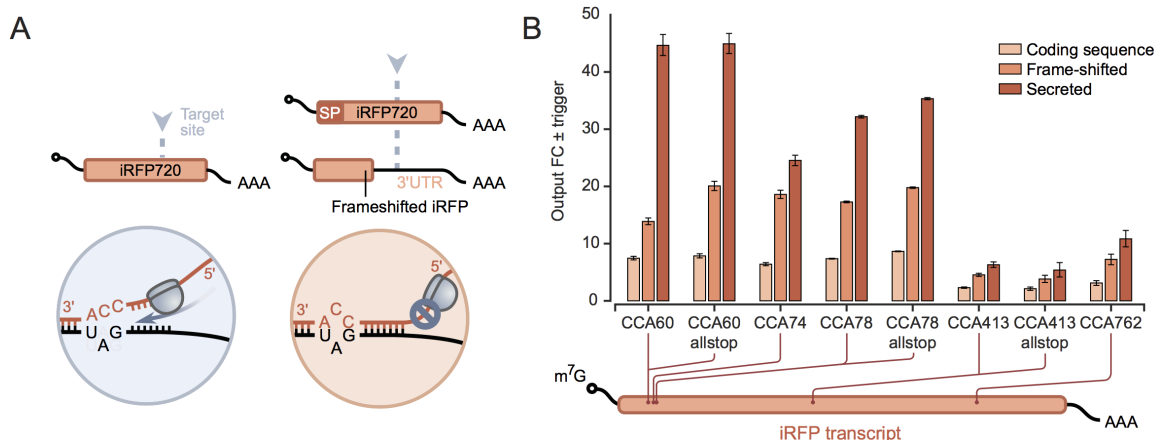 A
Target
site
iRFP720
AAA
SP
iRFP720
AAA
3'UTR
AAA
Frameshifted iRFP
3'
A
C
C
5'
U
A
G
3'
A
C
C
5'
U
A
G
B
Output FC ± trigger
50
40
30
20
10
0
Coding sequence
Frame-shifted
Secreted
CCA60
CCA60
allstop
CCA74
CCA78
CCA78
allstop
CCA413
CCA413
allstop
CCA762
m⁷G
AAA
iRFP transcript